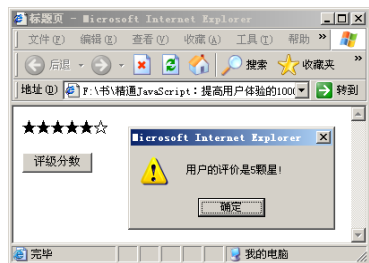 标题页 - Microsoft Internet Explorer
文件(F) 编辑(E) 查看(V) 收藏(A) 工具(T) 帮助 »
后退 搜索 收藏夹 »
地址(D) F:\书\精通JavaScript：提高用户体验的100( 转到
★★★★★☆
评级分数
Microsoft Internet Explorer
用户的评价是5颗星!
确定
完毕 我的电脑